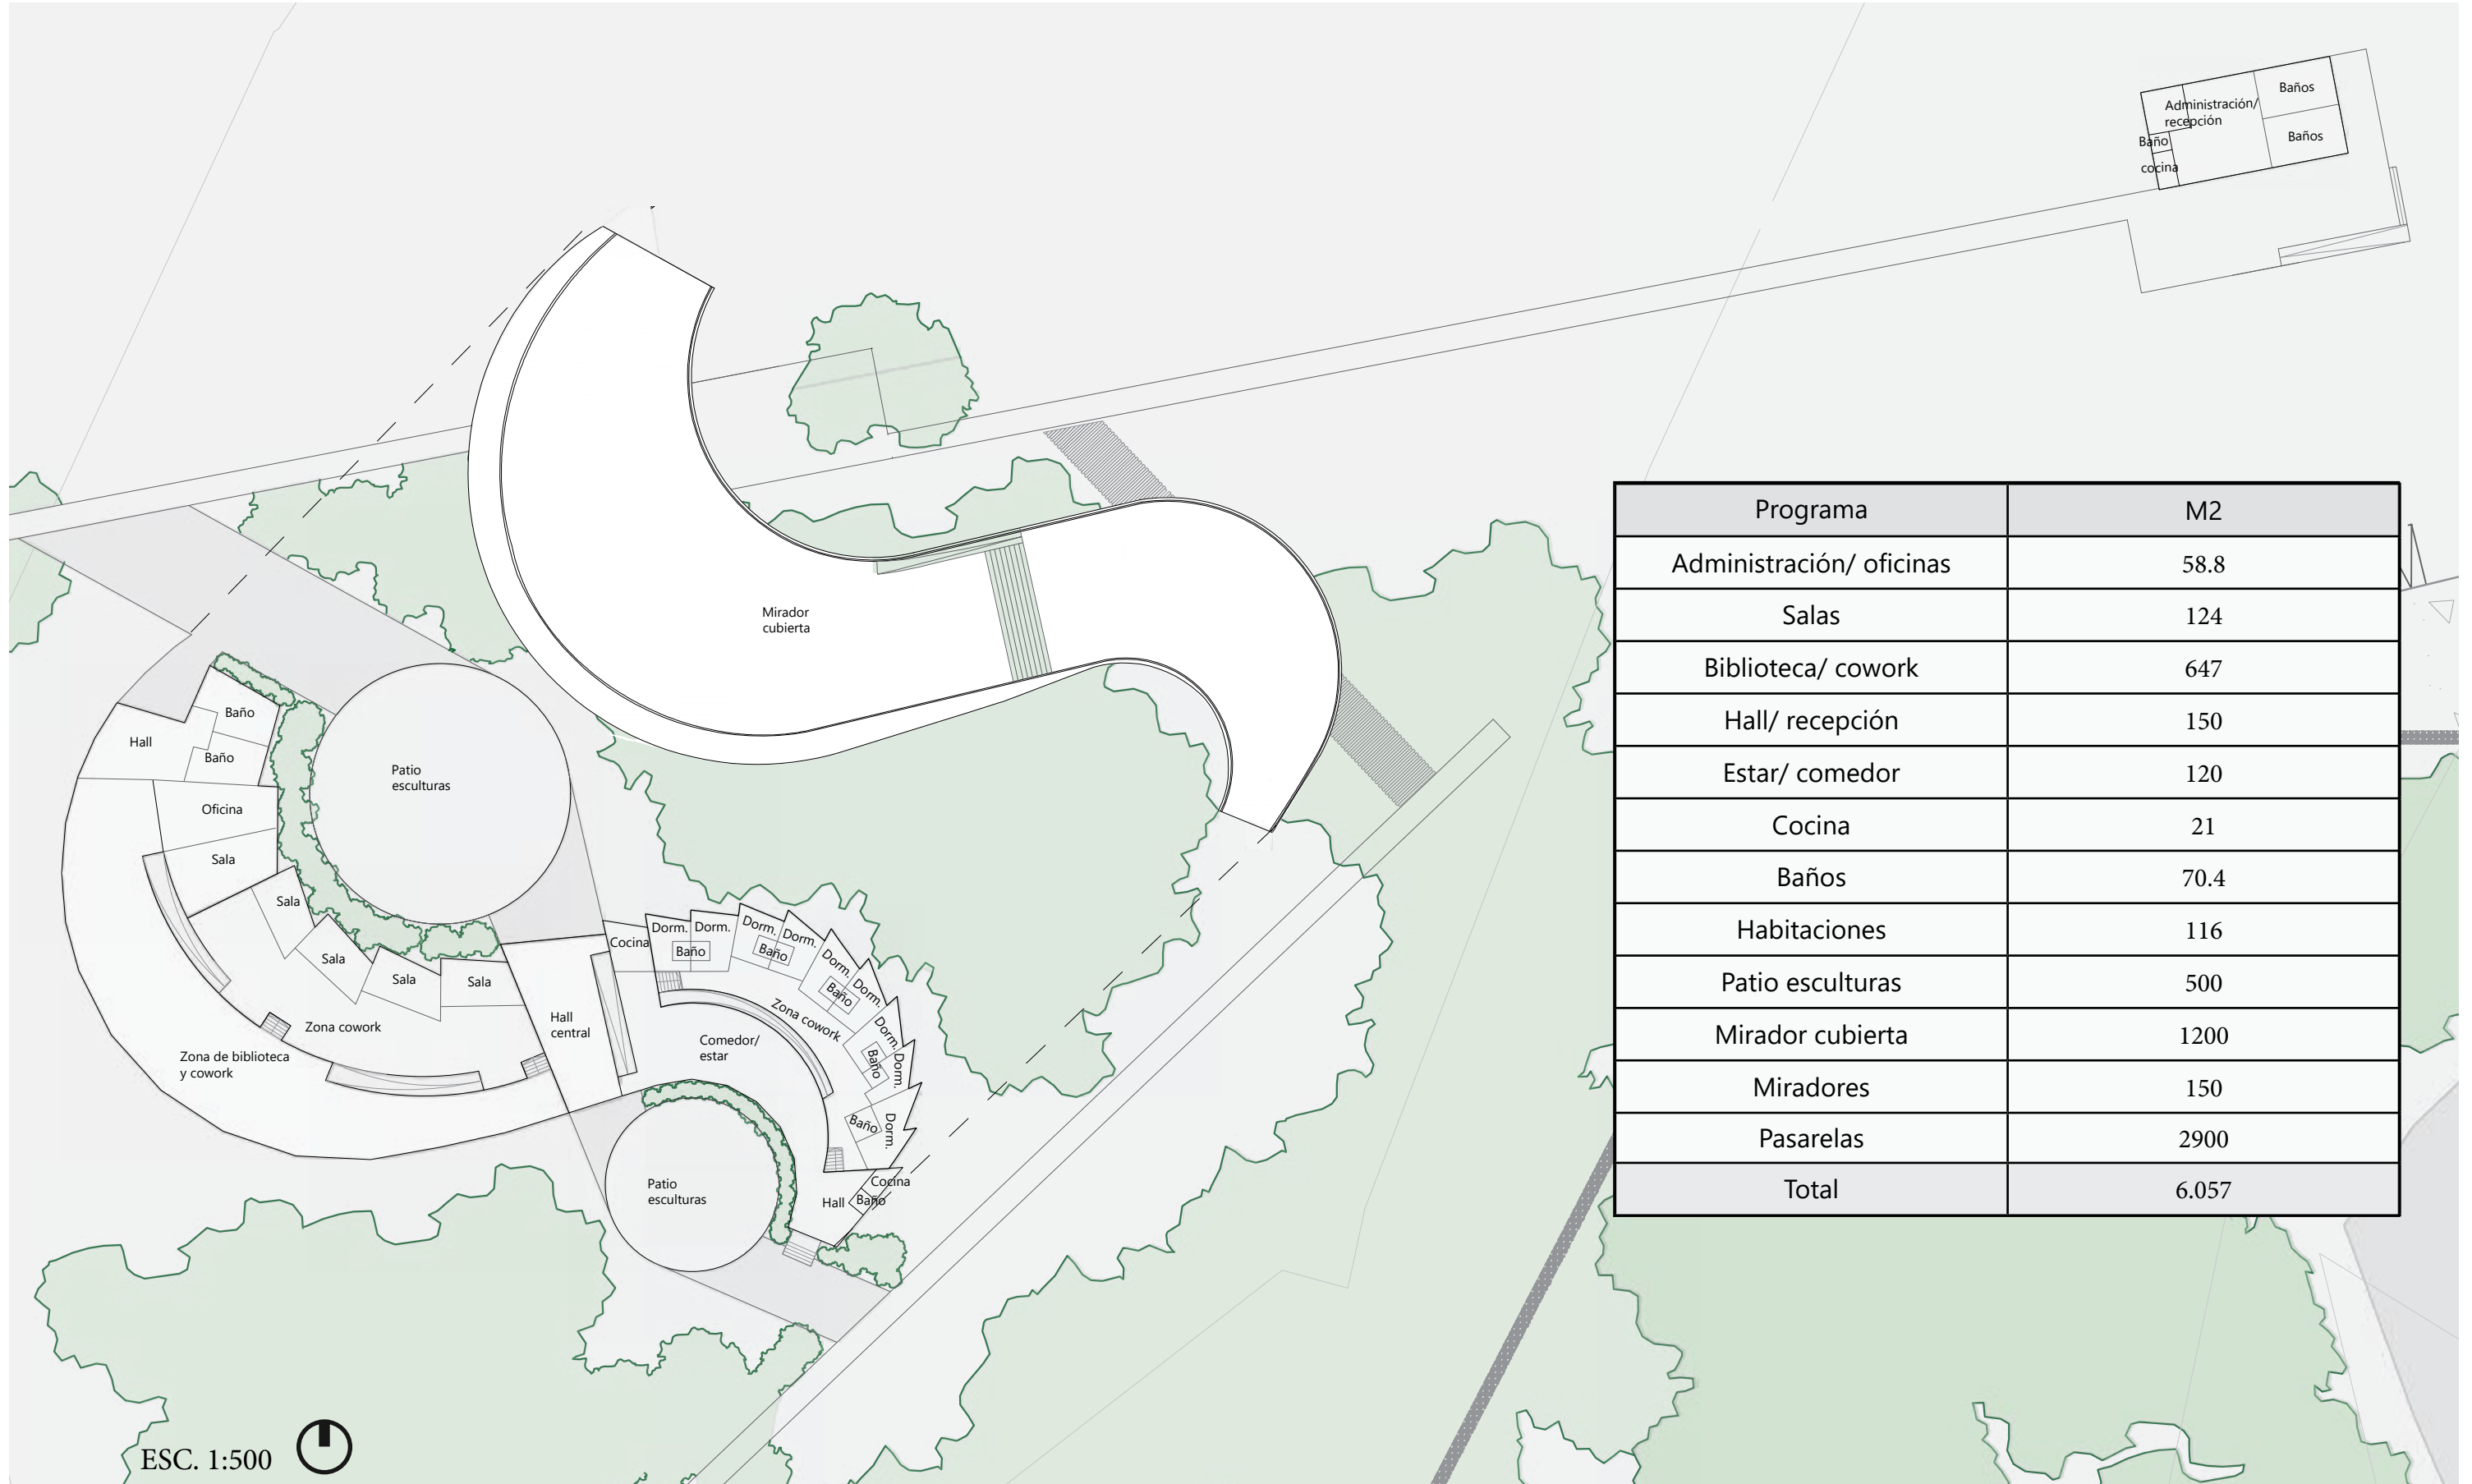 Administración/
recepción
Baños
Baños
Baño
cocina
Mirador
cubierta
Baño
Hall
Baño
Oficina
Sala
Patio
esculturas
Sala
Sala
Sala
Sala
Zona cowork
Zona de biblioteca
y cowork
Hall
central
Cocina
Dorm.
Dorm.
Baño
Dorm.
Dorm.
Baño
Dorm.
Dorm.
Baño
Zona cowork
Dorm.
Dorm.
Baño
Comedor/
estar
Baño
Dorm.
Cocina
Hall
Baño
Patio
esculturas
Programa M2
Administración/ oficinas 58.8
Salas 124
Biblioteca/ cowork 647
Hall/ recepción 150
Estar/ comedor 120
Cocina 21
Baños 70.4
Habitaciones 116
Patio esculturas 500
Mirador cubierta 1200
Miradores 150
Pasarelas 2900
Total 6.057
ESC. 1:500